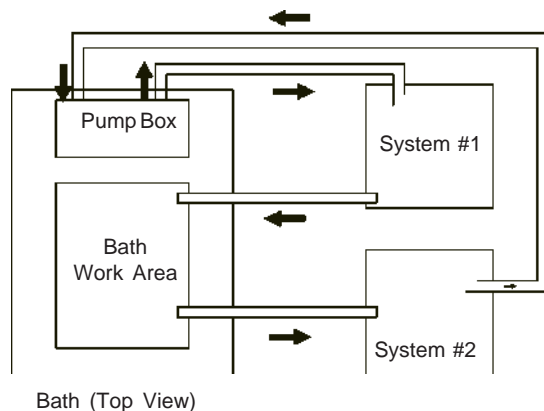 Pump Box
System #1
Bath
Work Area
System #2
Bath (Top View)